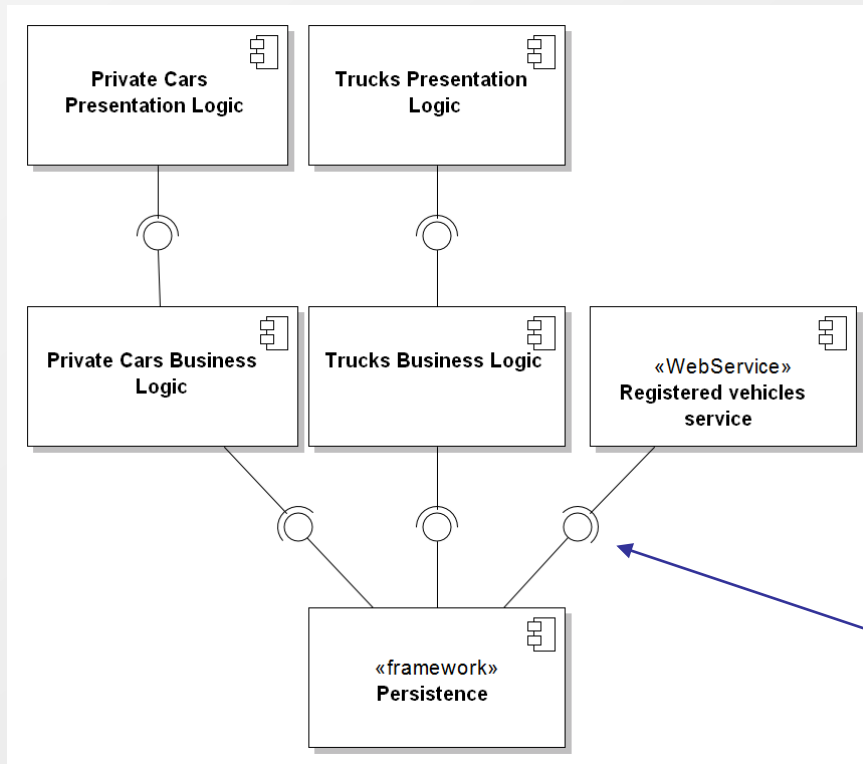 Private Cars
Presentation Logic
Trucks Presentation
Logic
Private Cars Business
Logic
Trucks Business Logic
«WebService»
Registered vehicles
service
«framework»
Persistence